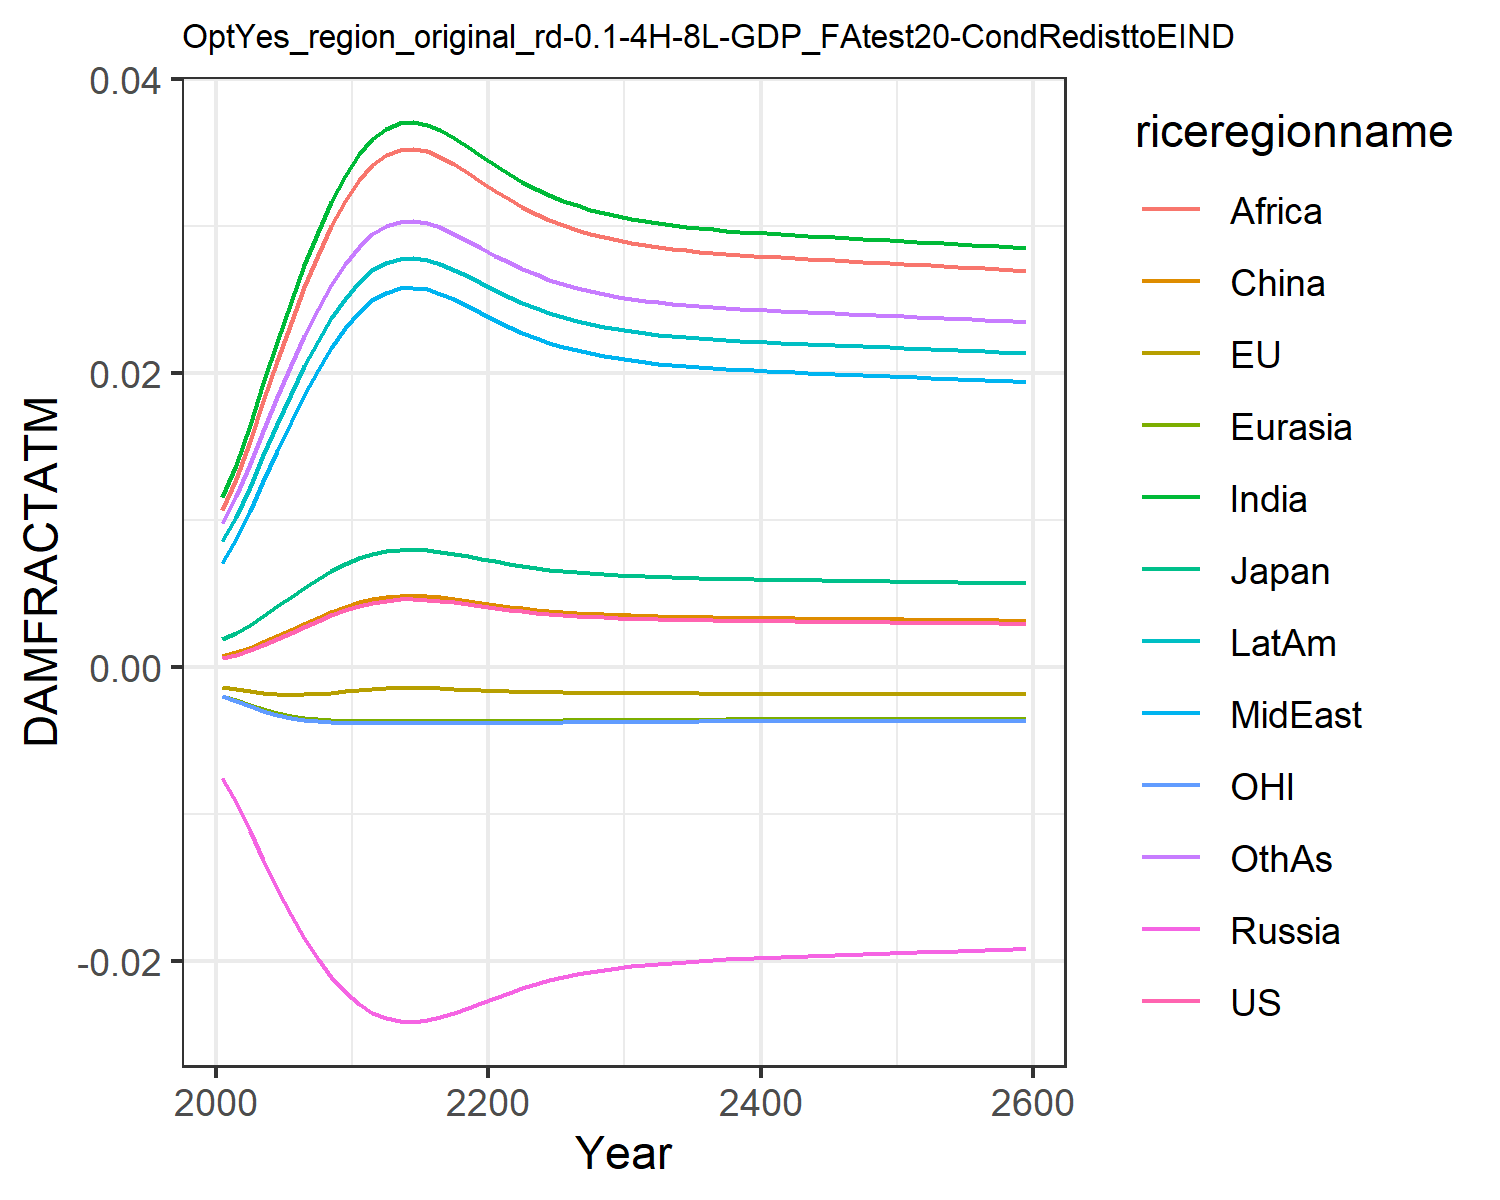 OptYes_region_original_rd-0.1-4H-8L-GDP_FAtest20-CondRedisttoEIND
0.04
0.02
0.00
-0.02
DAMFRACTATM
2000
2200
2400
2600
Year
riceregionname
Africa
China
EU
Eurasia
India
Japan
LatAm
MidEast
OHI
OthAs
Russia
US